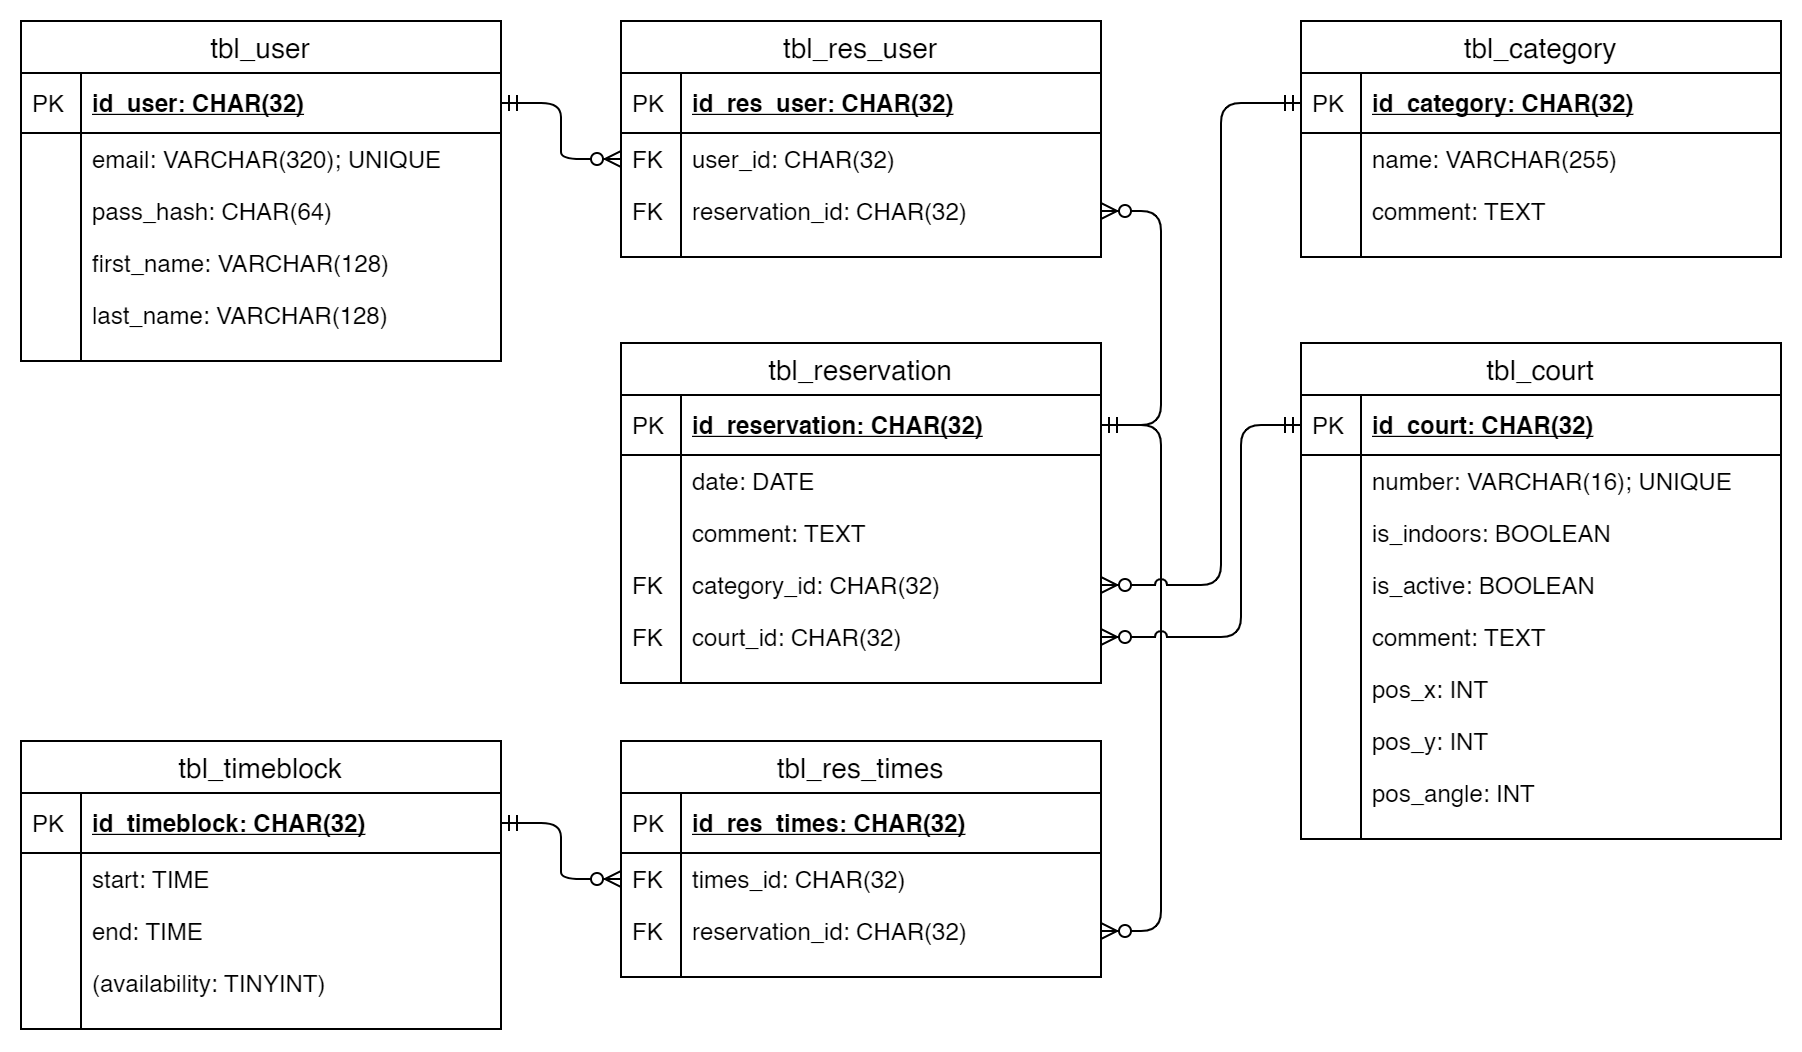 tbl_user
PK id_user: CHAR(32)
email: VARCHAR(320); UNIQUE
pass_hash: CHAR(64)
first_name: VARCHAR(128)
last_name: VARCHAR(128)
tbl_res_user
PK id_res_user: CHAR(32)
FK user_id: CHAR(32)
FK reservation_id: CHAR(32)
tbl_category
PK id_category: CHAR(32)
name: VARCHAR(255)
comment: TEXT
tbl_reservation
PK id_reservation: CHAR(32)
date: DATE
comment: TEXT
FK category_id: CHAR(32)
FK court_id: CHAR(32)
tbl_court
PK id_court: CHAR(32)
number: VARCHAR(16); UNIQUE
is_indoors: BOOLEAN
is_active: BOOLEAN
comment: TEXT
pos_x: INT
pos_y: INT
pos_angle: INT
tbl_timeblock
PK id_timeblock: CHAR(32)
start: TIME
end: TIME
(availability: TINYINT)
tbl_res_times
PK id_res_times: CHAR(32)
FK times_id: CHAR(32)
FK reservation_id: CHAR(32)